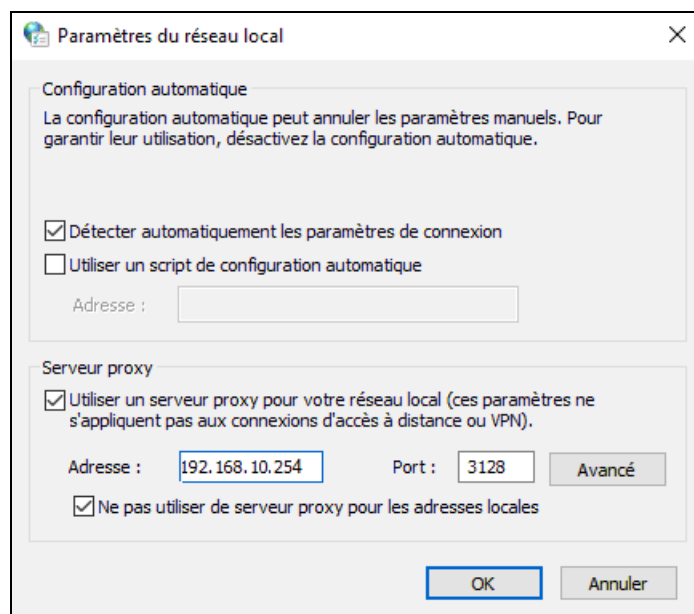 Paramètres du réseau local
Configuration automatique
La configuration automatique peut annuler les paramètres manuels. Pour
garantir leur utilisation, désactivez la configuration automatique.
Détecter automatiquement les paramètres de connexion
Utiliser un script de configuration automatique
Adresse :
Serveur proxy
Utiliser un serveur proxy pour votre réseau local (ces paramètres ne
s'appliquent pas aux connexions d'accès à distance ou VPN).
Adresse : 192.168.10.254 Port : 3128 Avancé
Ne pas utiliser de serveur proxy pour les adresses locales
OK Annuler